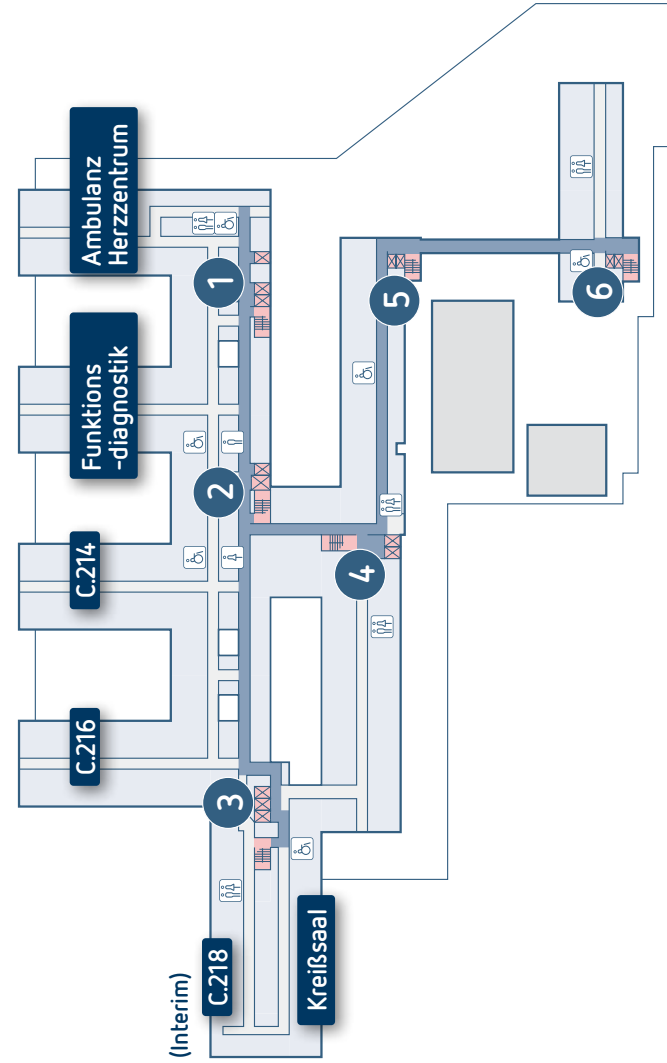 (Interim)
C.218
Kreißsaal
C.216
C.214
Funktions
-diagnostik
Ambulanz
Herzzentrum
3
2
1
4
5
6